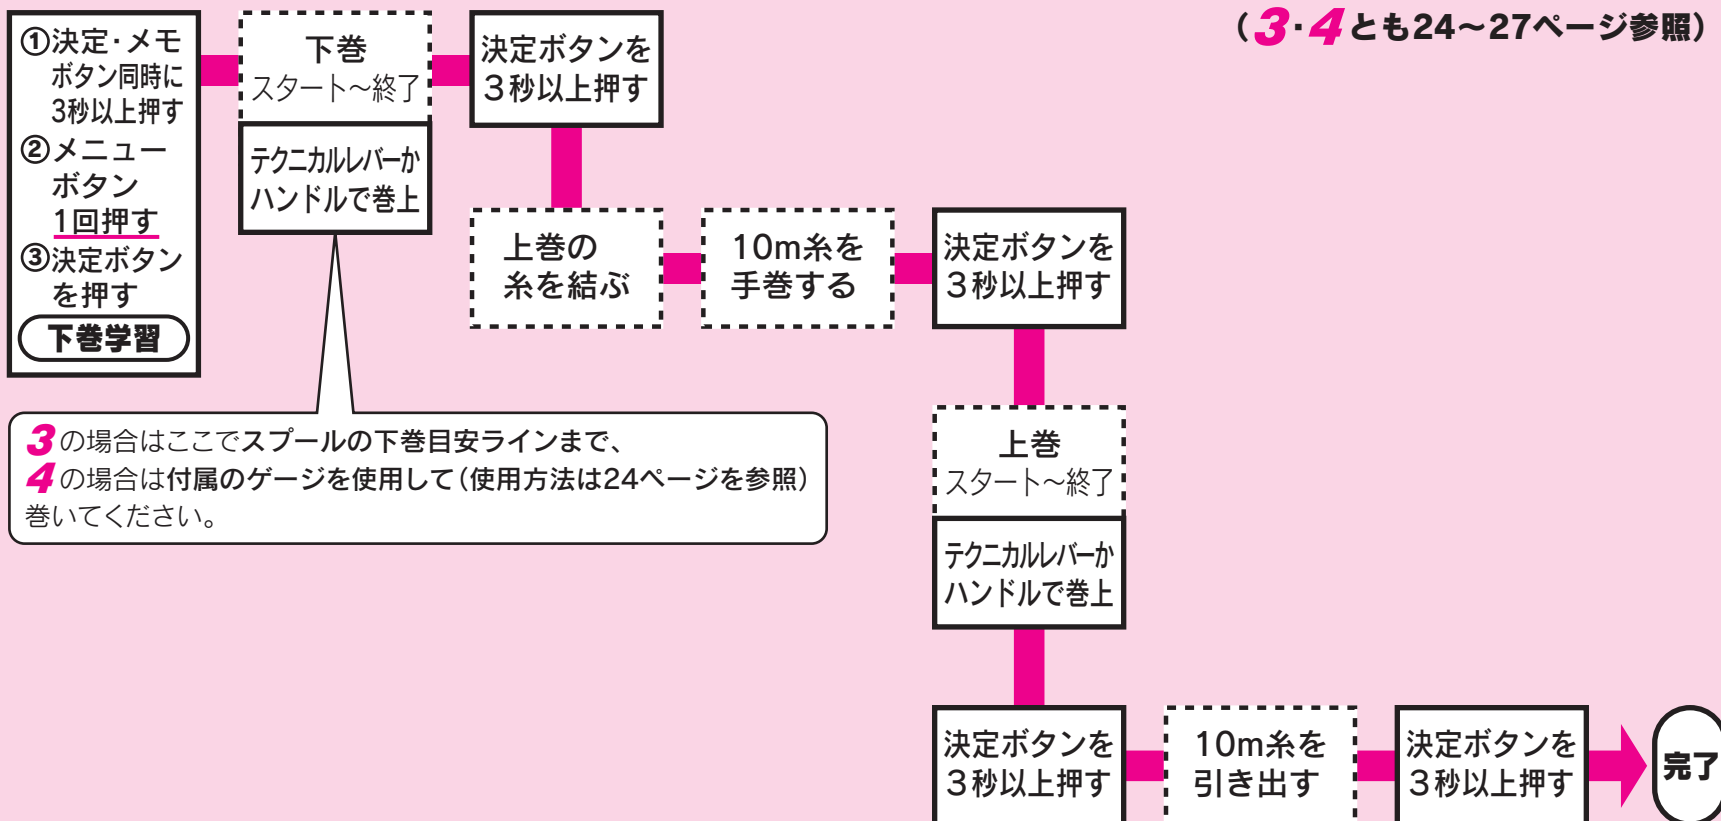 (3・4とも24～27ページ参照)
①決定・メモ
ボタン同時に
3秒以上押す
②メニュー
ボタン
1回押す
③決定ボタン
を押す
下巻学習
下巻
スタート～終了
テクニカルレバーか
ハンドルで巻上
決定ボタンを
3秒以上押す
上巻の
糸を結ぶ
10m糸を
手巻する
決定ボタンを
3秒以上押す
3の場合はここでスプールの下巻目安ラインまで、
4の場合は付属のゲージを使用して(使用方法は24ページを参照)
巻いてください。
上巻
スタート～終了
テクニカルレバーか
ハンドルで巻上
決定ボタンを
3秒以上押す
10m糸を
引き出す
決定ボタンを
3秒以上押す
完了